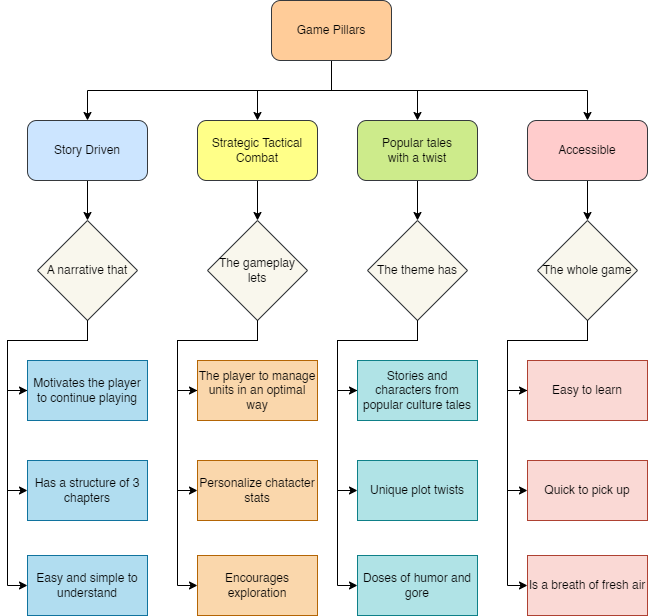 Game Pillars
Story Driven
Strategic Tactical
Combat
Popular tales
with a twist
Accessible
A narrative that
The gameplay
lets
The theme has
The whole game
Motivates the player
to continue playing
The player to manage
units in an optimal
way
Stories and
characters from
popular culture tales
Easy to learn
Has a structure of 3
chapters
Personalize chatacter
stats
Unique plot twists
Quick to pick up
Easy and simple to
understand
Encourages
exploration
Doses of humor and
gore
Is a breath of fresh air